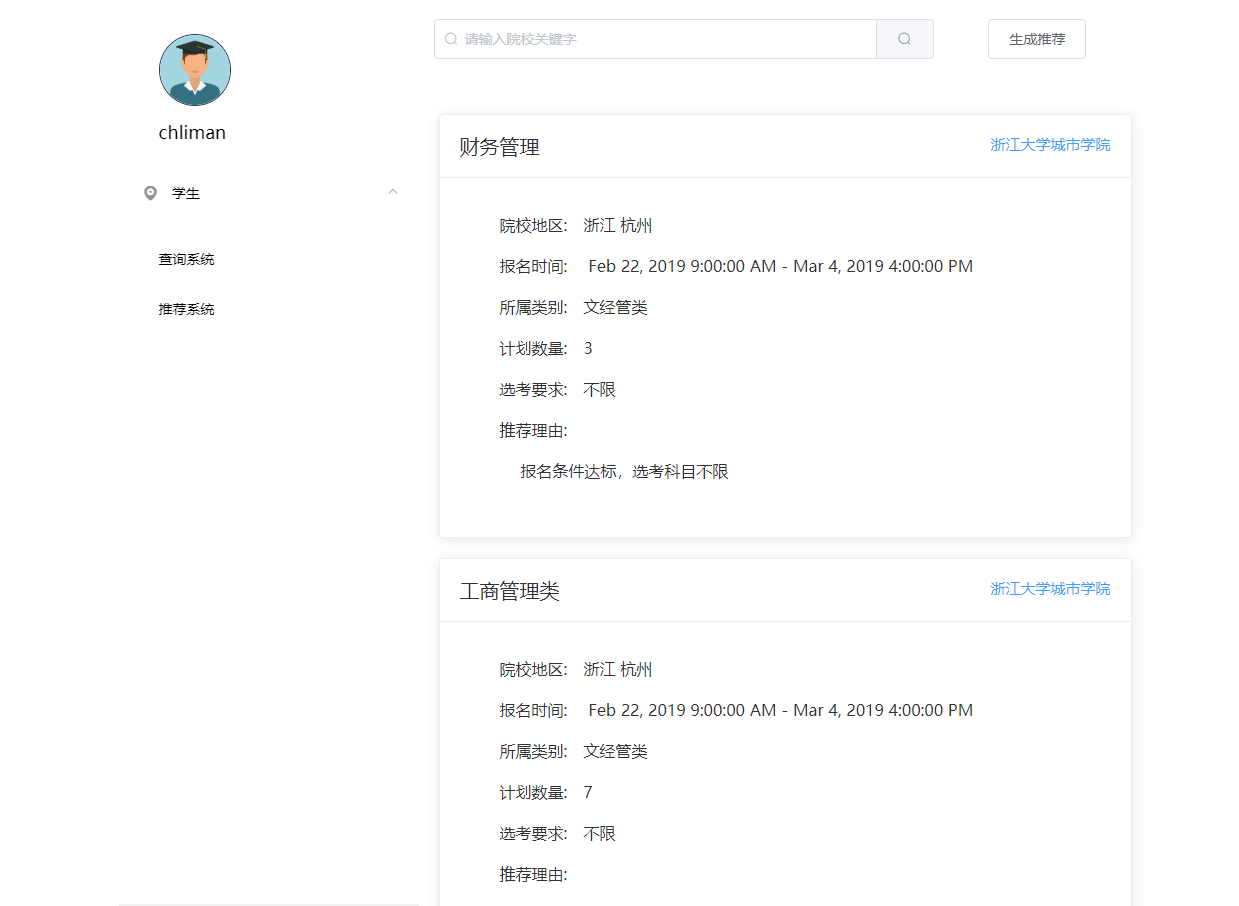 请输入院校关键字
生成推荐
chliman
学生
查询系统
推荐系统
财务管理
浙江大学城市学院
院校地区: 浙江 杭州
报名时间: Feb 22, 2019 9:00:00 AM - Mar 4, 2019 4:00:00 PM
所属类别: 文经管类
计划数量: 3
选考要求: 不限
推荐理由:
报名条件达标，选考科目不限
工商管理类
浙江大学城市学院
院校地区: 浙江 杭州
报名时间: Feb 22, 2019 9:00:00 AM - Mar 4, 2019 4:00:00 PM
所属类别: 文经管类
计划数量: 7
选考要求: 不限
推荐理由: